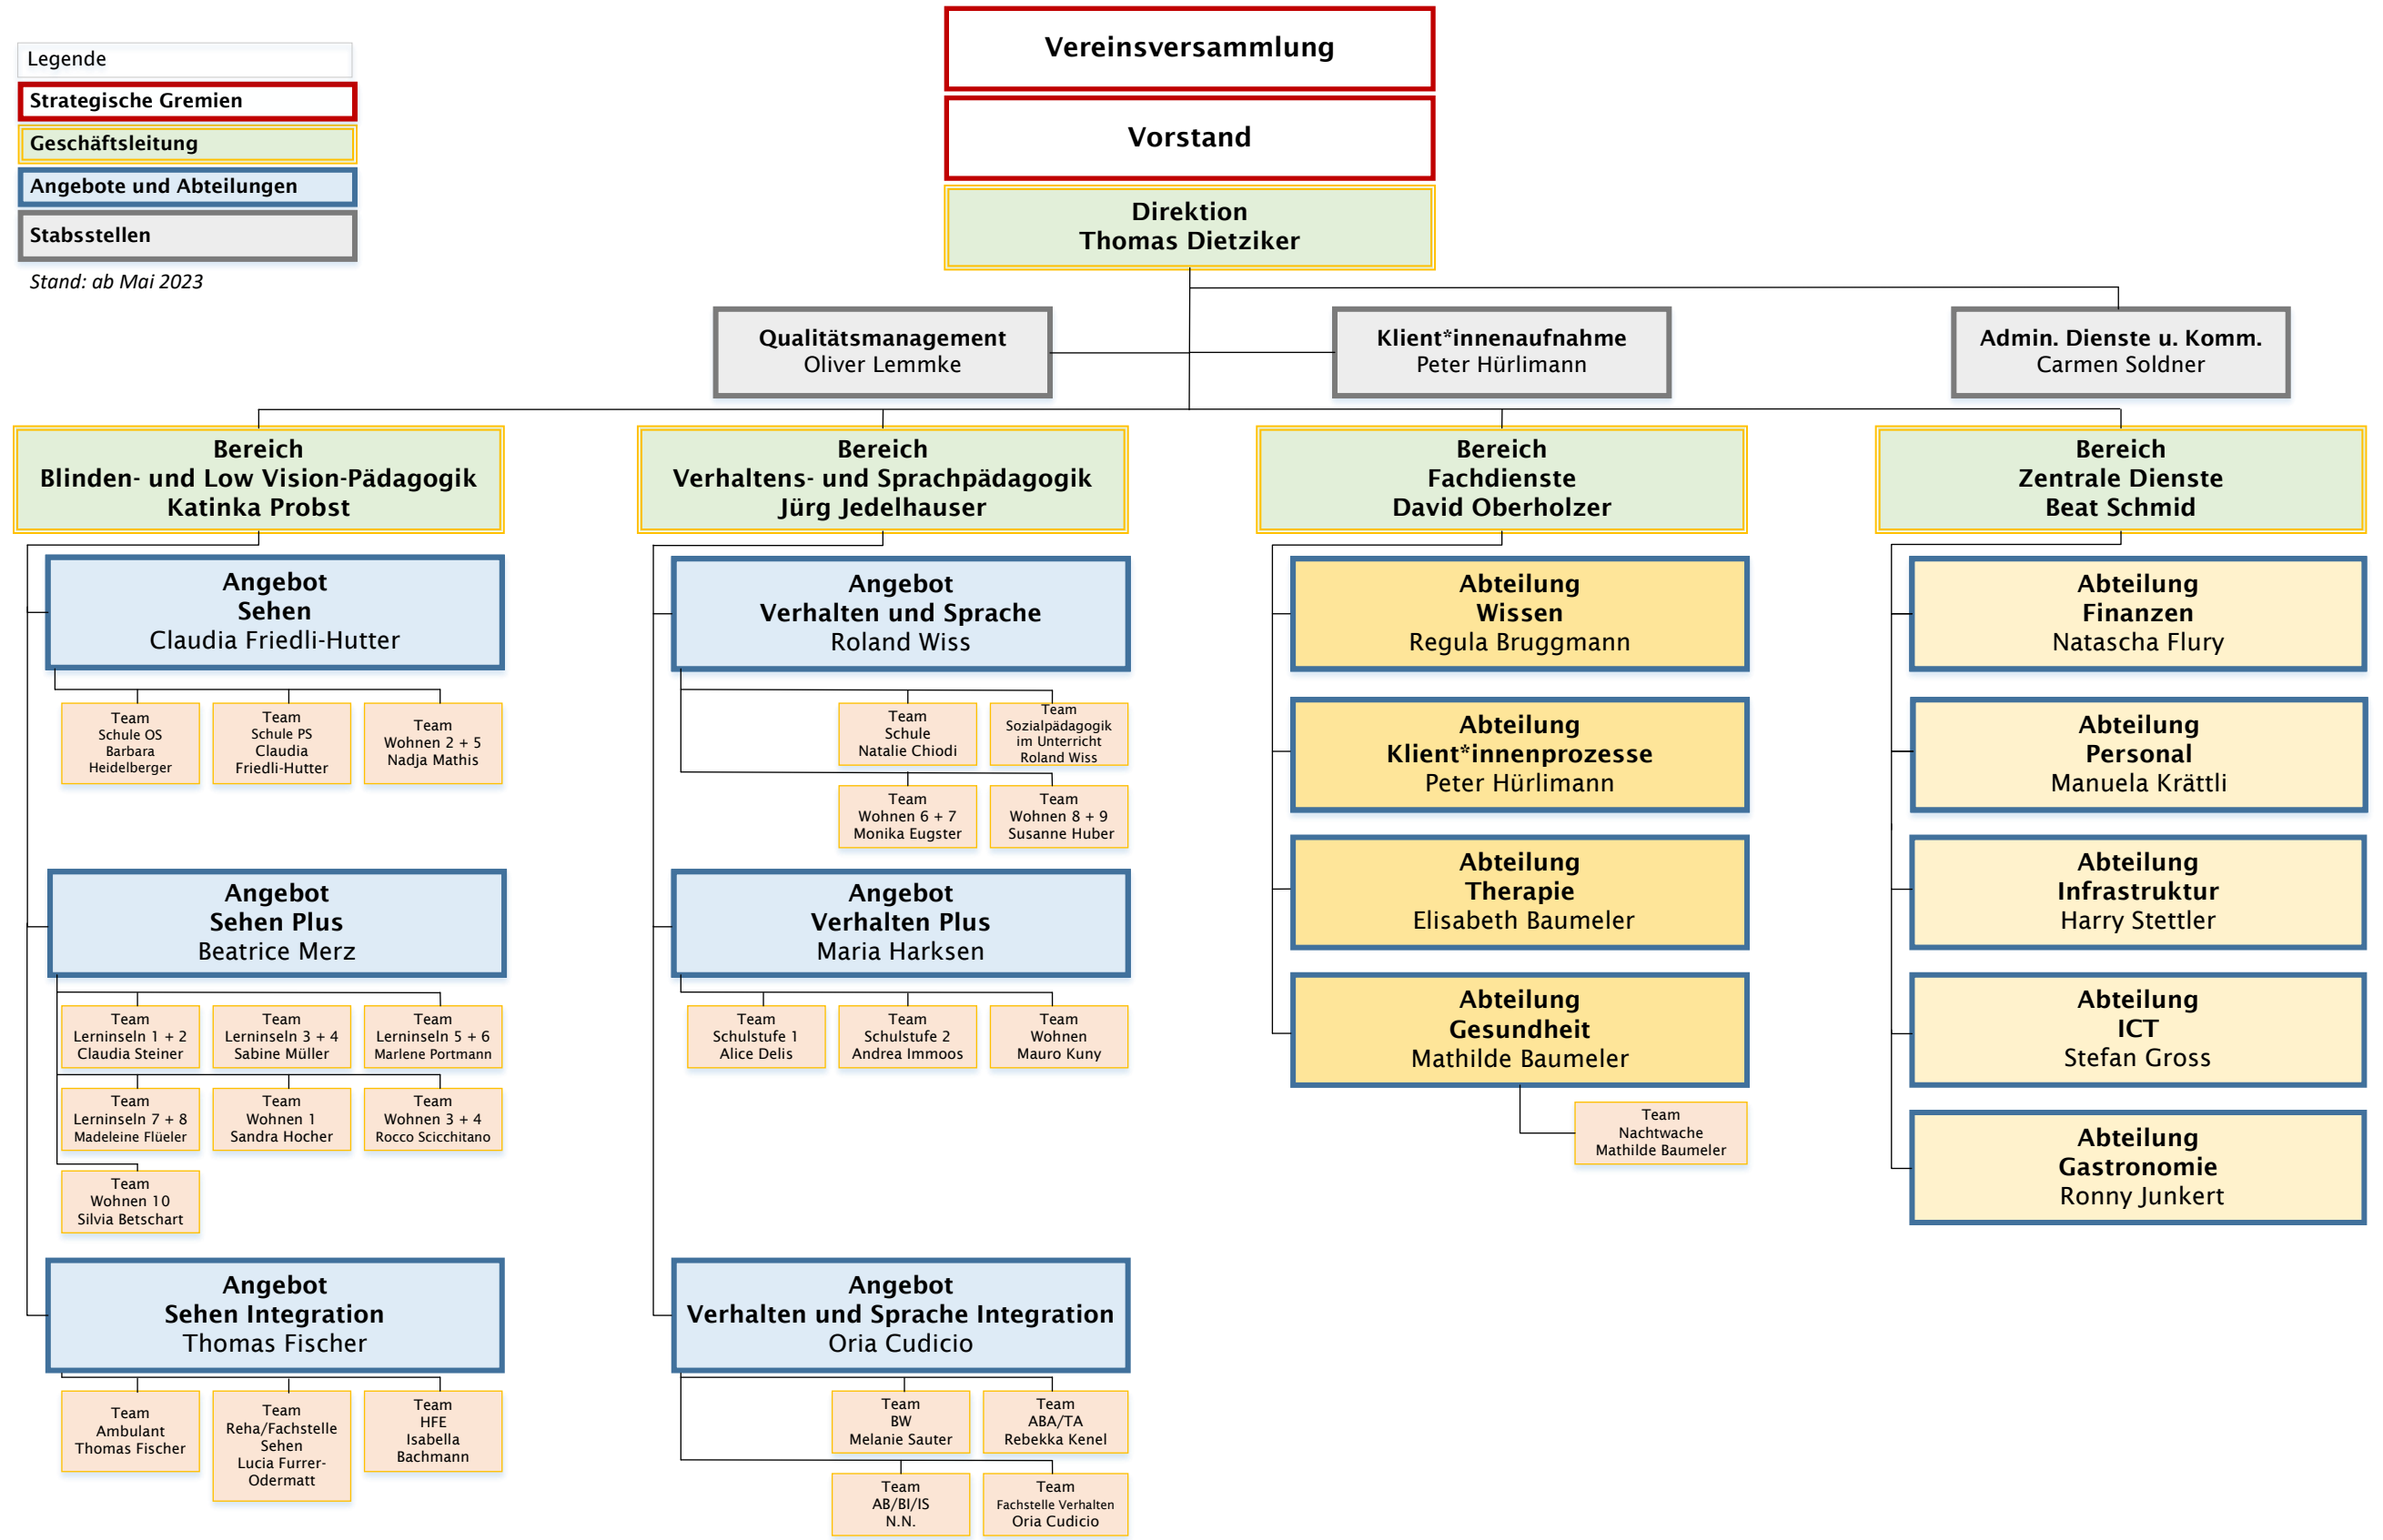 Legende
Strategische Gremien
Geschäftsleitung
Angebote und Abteilungen
Stabsstellen
Stand: ab Mai 2023
Vereinsversammlung
Vorstand
Direktion
Thomas Dietziker
Qualitätsmanagement
Oliver Lemmke
Klient*innenaufnahme
Peter Hürlimann
Admin. Dienste u. Komm.
Carmen Soldner
Bereich
Blinden- und Low Vision-Pädagogik
Katinka Probst
Angebot
Sehen
Claudia Friedli-Hutter
Team
Schule OS
Barbara
Heidelberger
Team
Schule PS
Claudia
Friedli-Hutter
Team
Wohnen 2 + 5
Nadja Mathis
Angebot
Sehen Plus
Beatrice Merz
Team
Lerninseln 1 + 2
Claudia Steiner
Team
Lerninseln 3 + 4
Sabine Müller
Team
Lerninseln 5 + 6
Marlene Portmann
Team
Lerninseln 7 + 8
Madeleine Flüeler
Team
Wohnen 1
Sandra Hocher
Team
Wohnen 3 + 4
Rocco Scicchitano
Team
Wohnen 10
Silvia Betschart
Angebot
Sehen Integration
Thomas Fischer
Team
Ambulant
Thomas Fischer
Team
Reha/Fachstelle
Sehen
Lucia Furrer-
Odermatt
Team
HFE
Isabella
Bachmann
Bereich
Verhaltens- und Sprachpädagogik
Jürg Jedelhauser
Angebot
Verhalten und Sprache
Roland Wiss
Team
Schule
Natalie Chiodi
Team
Sozialpädagogik
im Unterricht
Roland Wiss
Team
Wohnen 6 + 7
Monika Eugster
Team
Wohnen 8 + 9
Susanne Huber
Angebot
Verhalten Plus
Maria Harksen
Team
Schulstufe 1
Alice Delis
Team
Schulstufe 2
Andrea Immoos
Team
Wohnen
Mauro Kuny
Angebot
Verhalten und Sprache Integration
Oria Cudicio
Team
BW
Melanie Sauter
Team
ABA/TA
Rebekka Kenel
Team
AB/BI/IS
N.N.
Team
Fachstelle Verhalten
Oria Cudicio
Bereich
Fachdienste
David Oberholzer
Abteilung
Wissen
Regula Bruggmann
Abteilung
Klient*innenprozesse
Peter Hürlimann
Abteilung
Therapie
Elisabeth Baumeler
Abteilung
Gesundheit
Mathilde Baumeler
Team
Nachtwache
Mathilde Baumeler
Bereich
Zentrale Dienste
Beat Schmid
Abteilung
Finanzen
Natascha Flury
Abteilung
Personal
Manuela Krättli
Abteilung
Infrastruktur
Harry Stettler
Abteilung
ICT
Stefan Gross
Abteilung
Gastronomie
Ronny Junkert